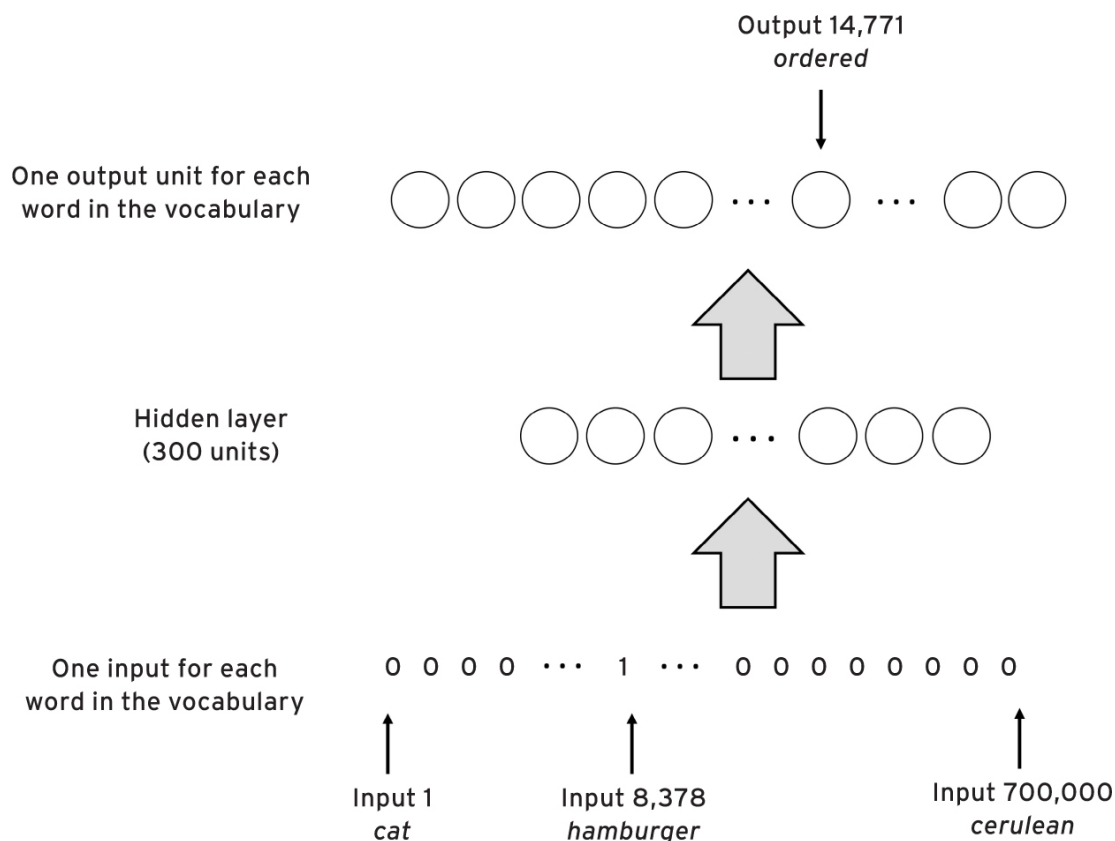 Output 14,771
ordered
One output unit for each
word in the vocabulary
...
...
Hidden layer
(300 units)
...
One input for each
word in the vocabulary
0 0 0 0 ... 1 ... 0 0 0 0 0 0 0 0
Input 1
cat
Input 8,378
hamburger
Input 700,000
cerulean